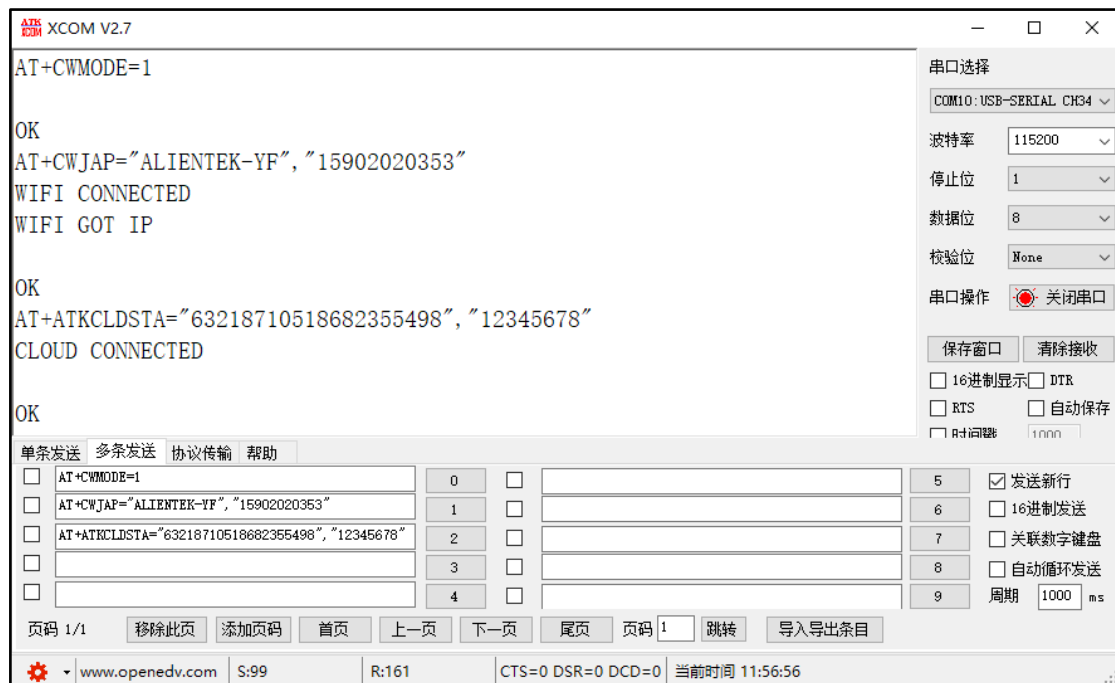 ATK XCOM XCOM V2.7
AT+CWMODE=1
OK
AT+CWJAP="ALIENTEK-YF","15902020353"
WIFI CONNECTED
WIFI GOT IP
OK
AT+ATKCLDSTA="63218710518682355498","12345678"
CLOUD CONNECTED
OK
串口选择
COM10:USB-SERIAL CH34
波特率 115200
停止位 1
数据位 8
校验位 None
串口操作 关闭串口
保存窗口 清除接收
16进制显示 DTR
RTS 自动保存
时间戳 1000
单条发送 多条发送 协议传输 帮助
AT+CWMODE=1 0 5 发送新行
AT+CWJAP="ALIENTEK-YF","15902020353" 1 6 16进制发送
AT+ATKCLDSTA="63218710518682355498","12345678" 2 7 关联数字键盘
3 8 自动循环发送
4 9 周期 1000 ms
页码 1/1 移除此页 添加页码 首页 上一页 下一页 尾页 页码 1 跳转 导入导出条目
www.openedv.com S:99 R:161 CTS=0 DSR=0 DCD=0 当前时间 11:56:56